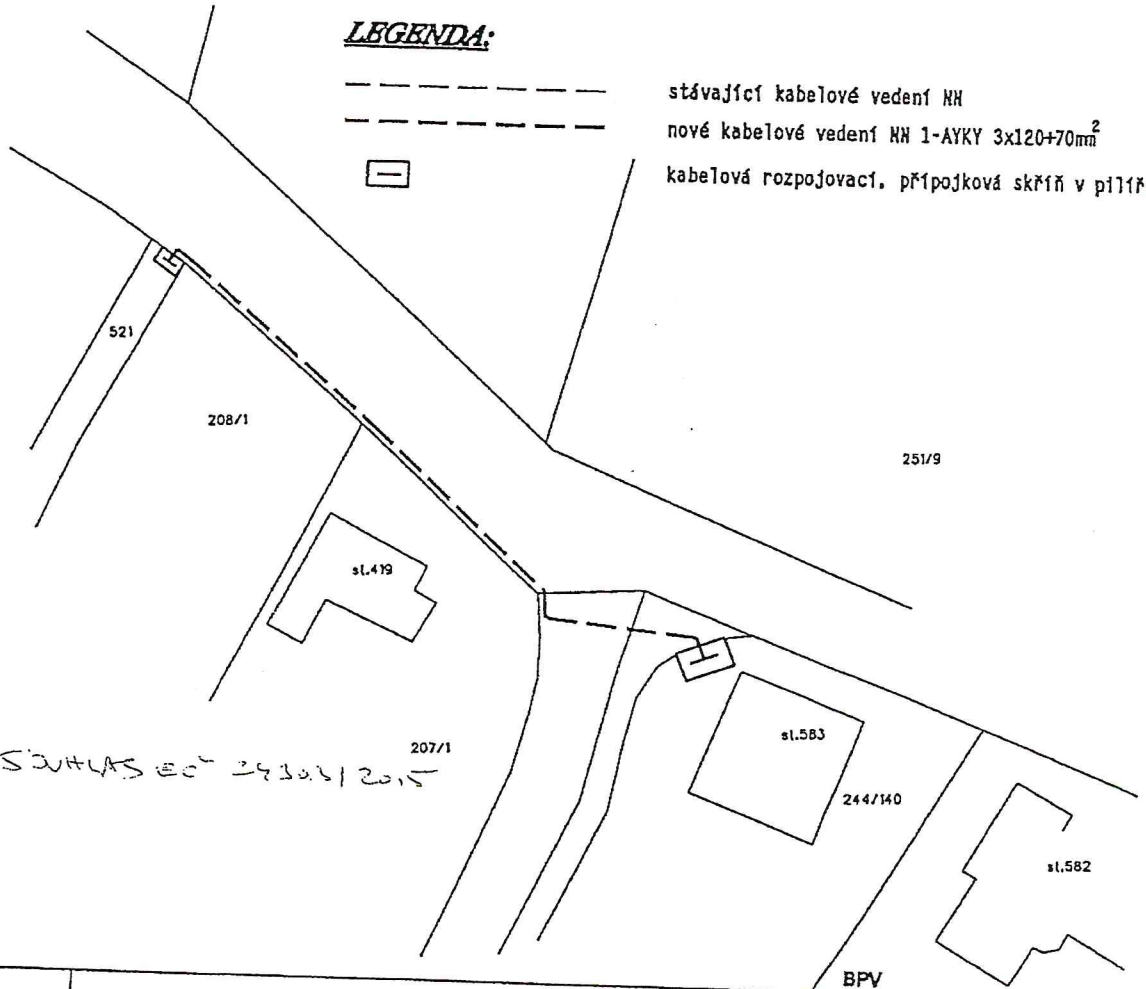 LEGENDA:
stávající kabelové vedení NN
nové kabelové vedení NN 1-AYKY 3x120+70mm²
kabelová rozpojovací, přípojková skříň v pilíř
521
208/1
251/9
st.419
207/1
st.583
244/140
st.582
BPV